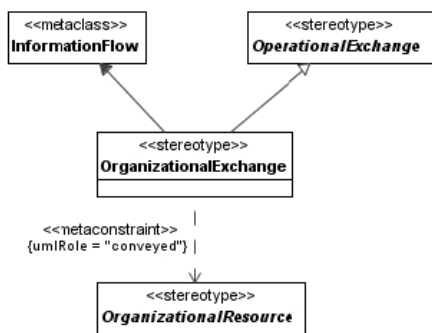 <<metaclass>>
InformationFlow
<<stereotype>>
OperationalExchange
<<stereotype>>
OrganizationalExchange
<<metaconstraint>>
{umlRole = "conveyed"}
<<stereotype>>
OrganizationalResource